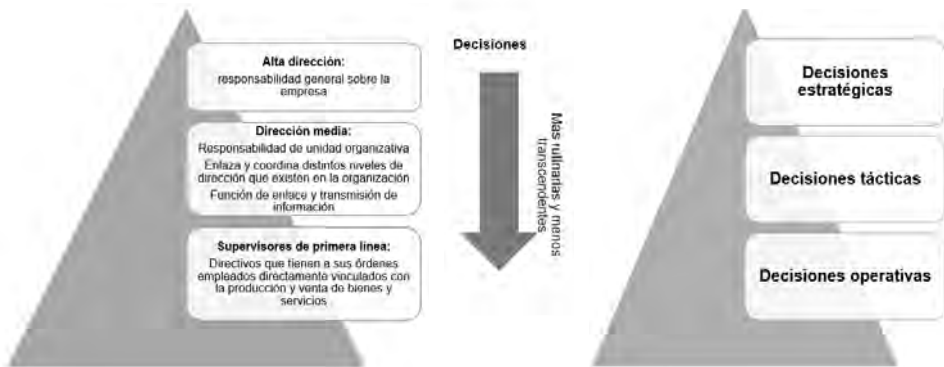 Alta dirección:
responsabilidad general sobre la
empresa
Dirección media:
Responsabilidad de unidad organizativa
Enlaza y coordina distintos niveles de
dirección que existen en la organización
Función de enlace y transmisión de
información
Supervisores de primera línea:
Directivos que tienen a sus órdenes
empleados directamente vinculados con
la producción y venta de bienes y
servicios
Decisiones
Más rutinarias y menos
transcendentes
Decisiones
estratégicas
Decisiones tácticas
Decisiones operativas